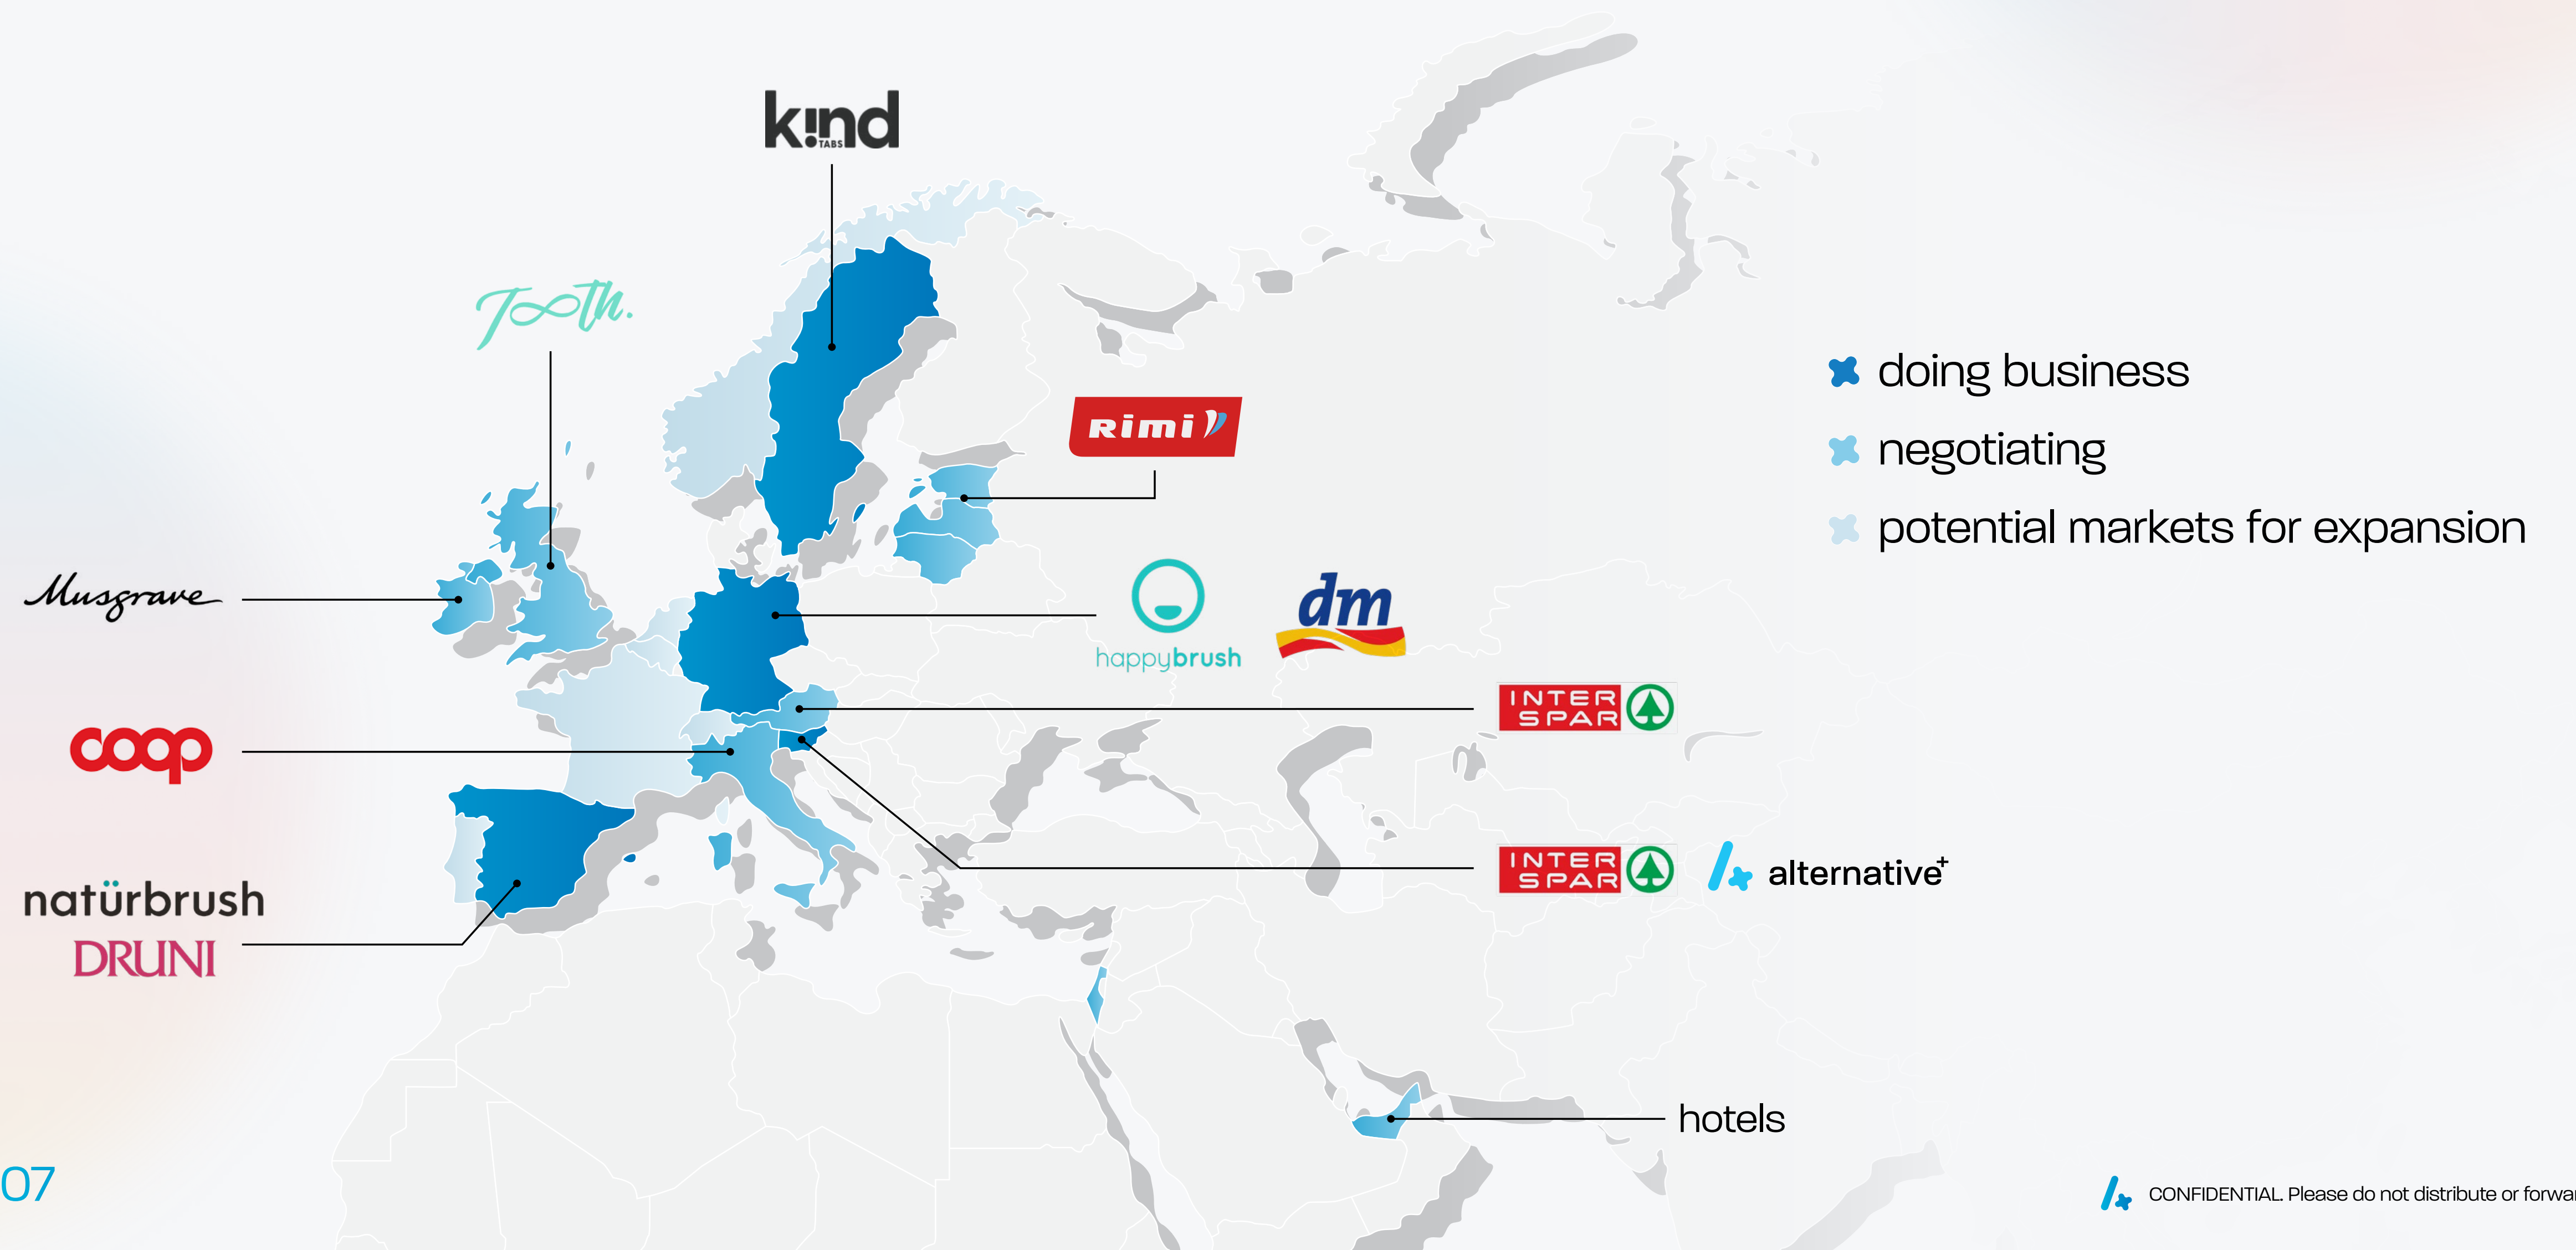 k!nd
TABS
Tooth.
Rimi
doing business
negotiating
potential markets for expansion
Musgrave
happybrush
dm
INTER
SPAR
coop
INTER
SPAR
alternative+
natürbrush
DRUNI
hotels
07
CONFIDENTIAL. Please do not distribute or forwa